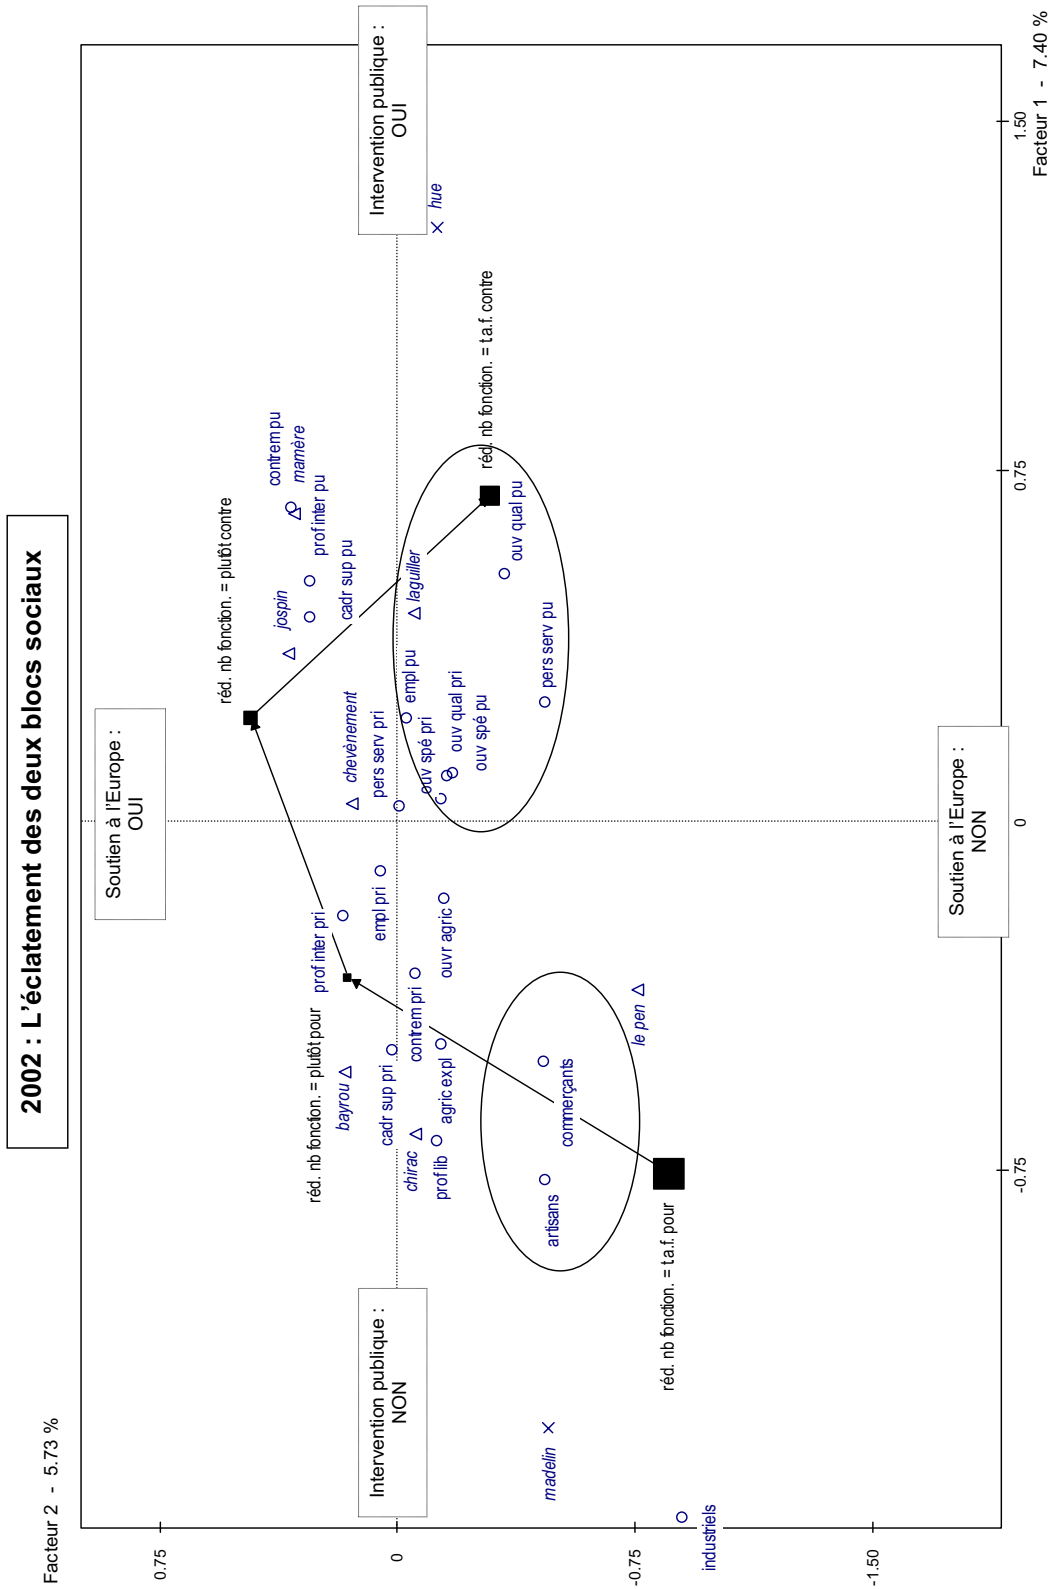 2002 : L'éclatement des deux blocs sociaux
Facteur 2 - 5.73 %
Soutien à l'Europe :
OUI
0.75
réd. nb fonction. = plutôt contre
contrem pu
mamère
jospin
prof inter pu
prof inter pri
réd. nb fonction. = plutôt pour
bayrou
chevènement
cadr sup pu
empl pri
pers serv pri
Intervention publique :
NON
Intervention publique :
OUI
0
cadr sup pri
chirac
contrem pri
empl pu
laguiller
hue
prof lib
agric expl
ouvr agric
ouv spé pri
ouv qual pri
ouv spé pu
réd. nb fonction. = t.a.f. contre
ouv qual pu
pers serv pu
madelin
artisans
commerçants
le pen
-0.75
réd. nb fonction. = t.a.f. pour
industriels
-1.50
Soutien à l'Europe :
NON
-0.75
0
0.75
1.50
Facteur 1 - 7.40 %